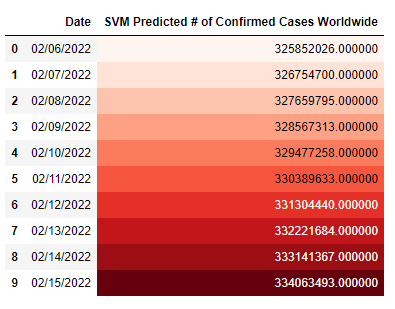 Date SVM Predicted # of Confirmed Cases Worldwide
0 02/06/2022 325852026.000000
1 02/07/2022 326754700.000000
2 02/08/2022 327659795.000000
3 02/09/2022 328567313.000000
4 02/10/2022 329477258.000000
5 02/11/2022 330389633.000000
6 02/12/2022 331304440.000000
7 02/13/2022 332221684.000000
8 02/14/2022 333141367.000000
9 02/15/2022 334063493.000000